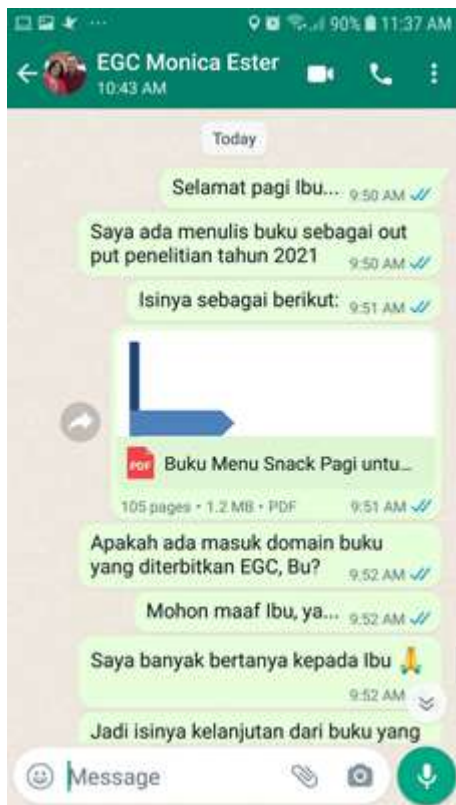 90% 11:37 AM
EGC Monica Ester
10:43 AM
Today
Selamat pagi Ibu... 9:50 AM
Saya ada menulis buku sebagai out
put penelitian tahun 2021 9:50 AM
Isinya sebagai berikut: 9:51 AM
PDF Buku Menu Snack Pagi untu...
105 pages • 1.2 MB • PDF 9:51 AM
Apakah ada masuk domain buku
yang diterbitkan EGC, Bu? 9:52 AM
Mohon maaf Ibu, ya... 9:52 AM
Saya banyak bertanya kepada Ibu 🙏
9:52 AM
Jadi isinya kelanjutan dari buku yang
Message